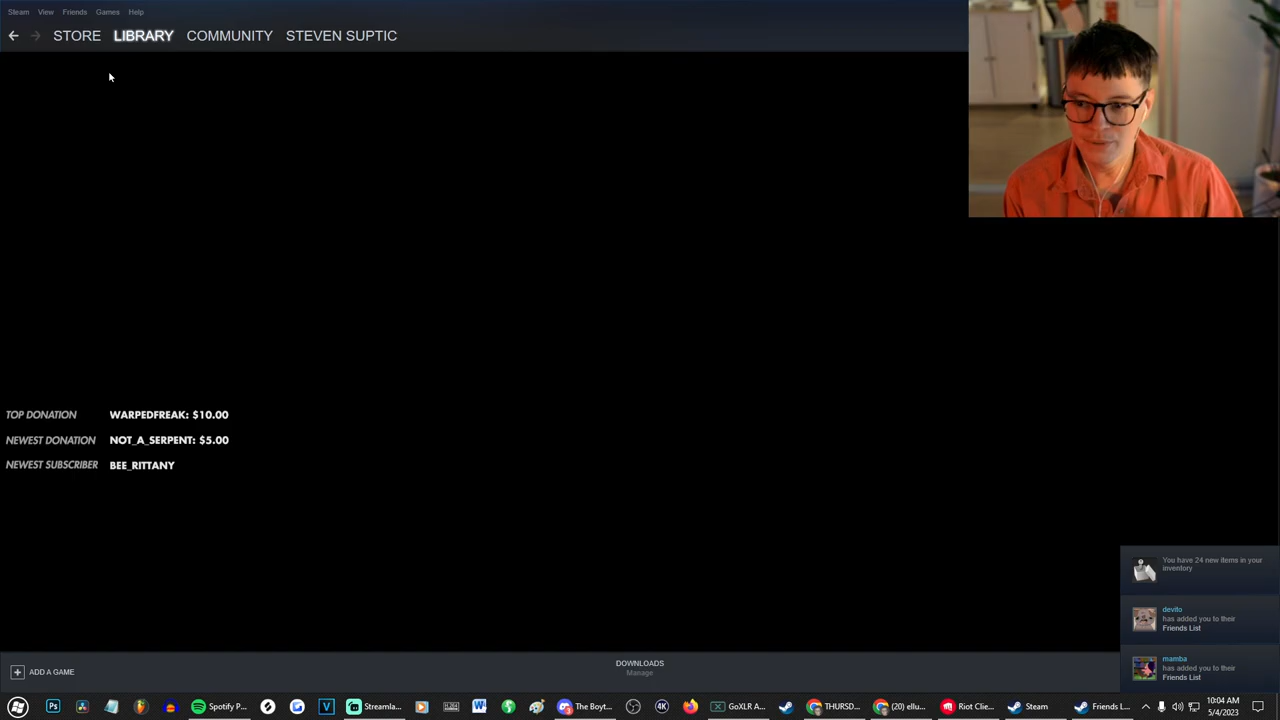 Steam View Friends Games Help
STORE LIBRARY COMMUNITY STEVEN SUPTIC
TOP DONATION WARPEDFREAK: $10.00
NEWEST DONATION NOT_A_SERPENT: $5.00
NEWEST SUBSCRIBER BEE_RITTANY
You have 24 new items in your
inventory
devito
has added you to their
Friends List
mamba
has added you to their
Friends List
ADD A GAME
DOWNLOADS
Manage
Spotify P...
Streamla...
The Boyt...
GoXLR A...
THURSD...
(2) ellu...
Riot Clie...
Steam
Friends L...
10:04 AM
5/4/2023